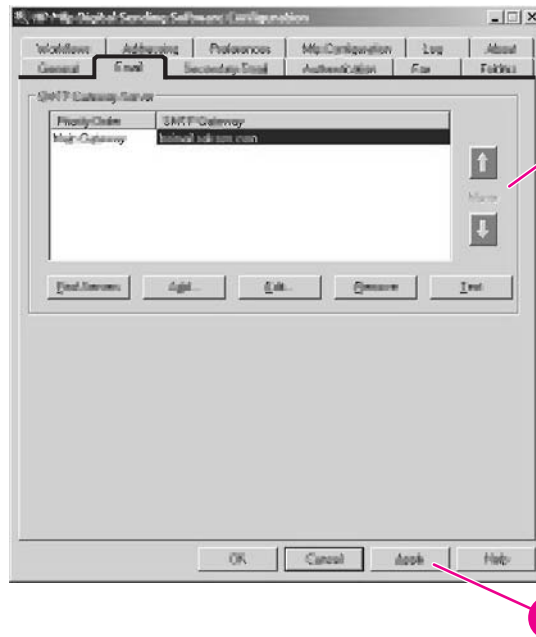 HP Mfp Digital Sending Software Configuration
Workflows Addressing Preferences Mfp Configuration Log About
General Email Secondary Email Authentication Fax Folders
SMTP Gateway Server
Priority Order SMTP Gateway
Main Gateway
Move
Find Servers Add... Edit... Remove Test
OK Cancel Apply Help